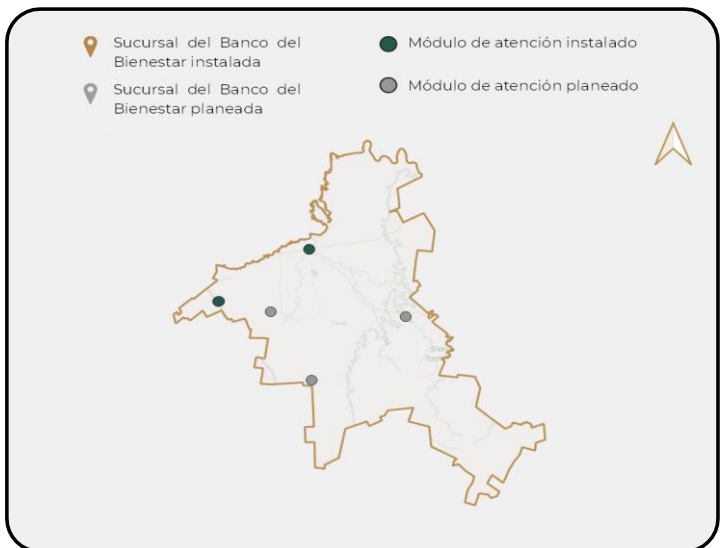 Sucursal del Banco del
Bienestar instalada
Sucursal del Banco del
Bienestar planeada
Módulo de atención instalado
Módulo de atención planeado